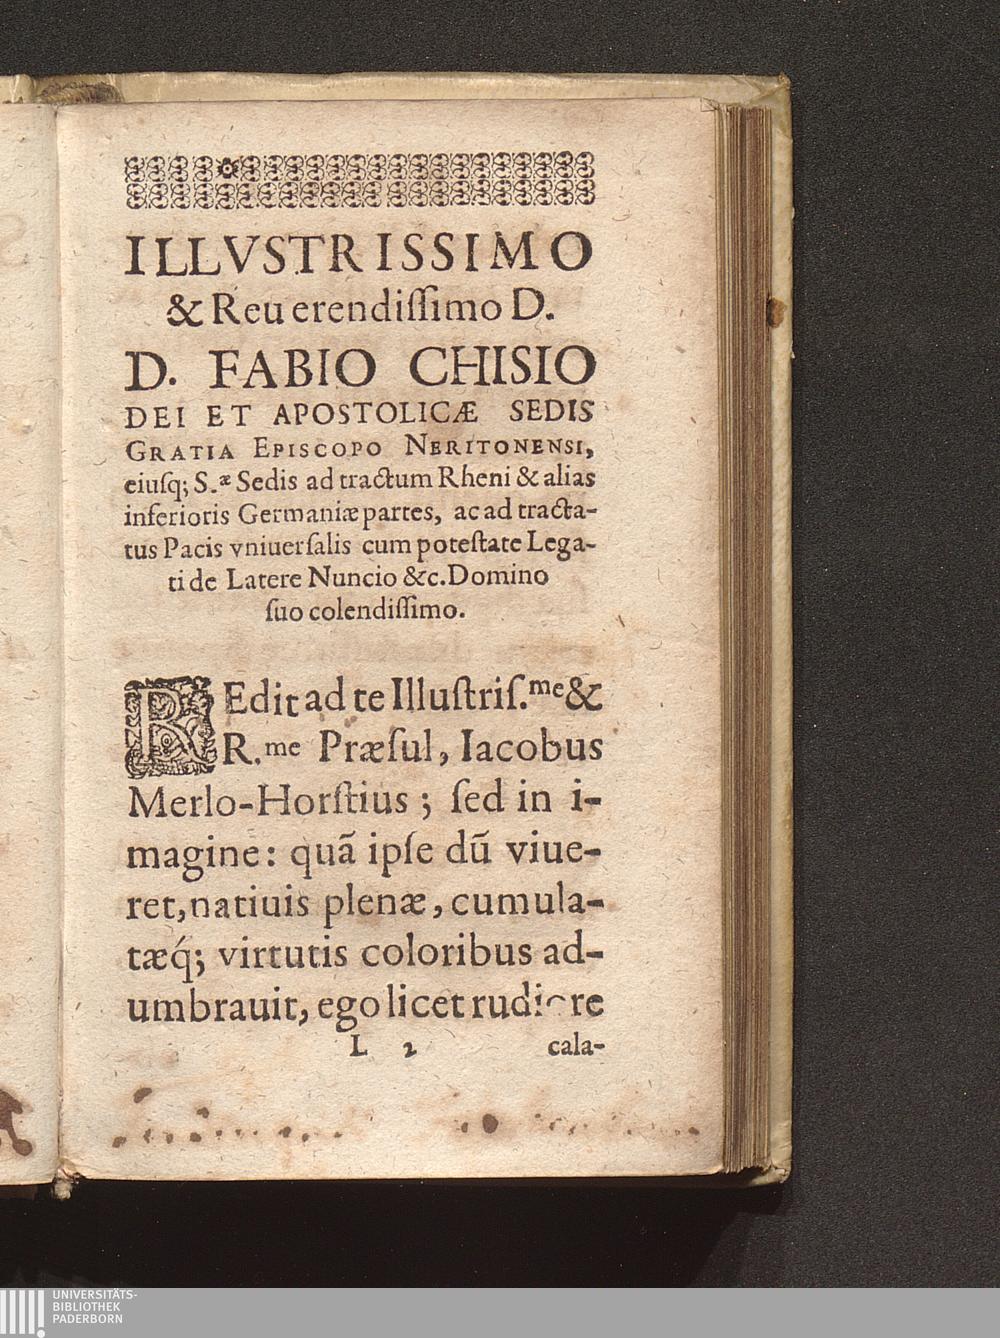 ILLVSTRISSIMO
& Reuerendiſſimo D.
D. FABIO CHISIO
DEI ET APOSTOLICÆ SEDIS
GRATIA EPISCOPO NERITONENSI,
eiuſq; S.æ Sedis ad tractum Rheni & alias
inferioris Germaniæ partes, ac ad tracta-
tus Pacis vniuerſalis cum poteſtate Lega-
ti de Latere Nuncio &c. Domino
ſuo colendiſſimo.
REdit ad te Illuſtriſ.me &
R.me Præſul, Iacobus
Merlo-Horſtius; ſed in i-
magine: quã ipſe dũ viue-
ret, natiuis plenæ, cumula-
tæq́; virtutis coloribus ad-
umbrauit, ego licet rudiore
L 2 cala-
UNIVERSITÄTS-
BIBLIOTHEK
PADERBORN